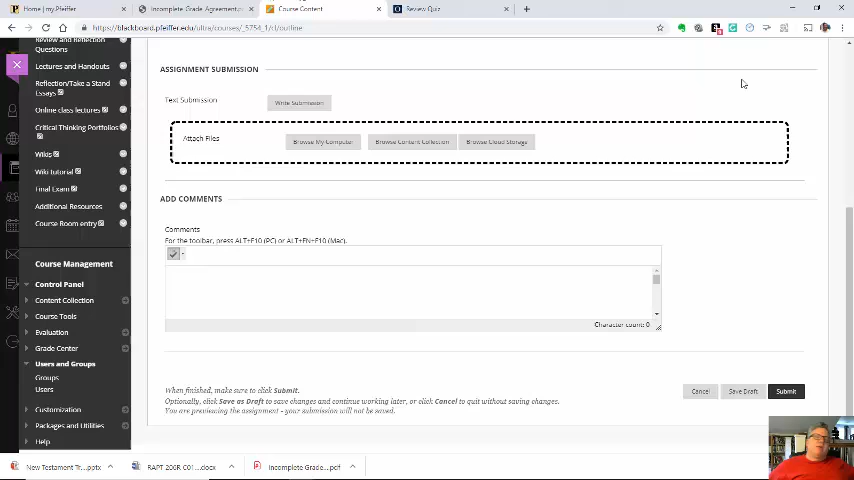 Home | my.Pfeiffer
Incomplete_Grade_Agreement
Course Content
Review Quiz
https://blackboard.pfeiffer.edu/ultra/courses/_5754_1/cl/outline
Review and Reflection
Questions
Lectures and Handouts
Reflection/Take a Stand
Essays
Online class lectures
Critical Thinking Portfolios
Wikis
Wiki tutorial
Final Exam
Additional Resources
Course Room entry
Course Management
Control Panel
Content Collection
Course Tools
Evaluation
Grade Center
Users and Groups
Groups
Users
Customization
Packages and Utilities
Help
ASSIGNMENT SUBMISSION
Text Submission
Write Submission
Attach Files
Browse My Computer
Browse Content Collection
Browse Cloud Storage
ADD COMMENTS
Comments
For the toolbar, press ALT+F10 (PC) or ALT+FN+F10 (Mac).
Character count: 0
When finished, make sure to click Submit.
Optionally, click Save as Draft to save changes and continue working later, or click Cancel to quit without saving changes.
You are previewing the assignment - your submission will not be saved.
Cancel
Save Draft
Submit
New Testament Tr....pptx
RAPT 206R C01...docx
Incomplete Grade....pdf